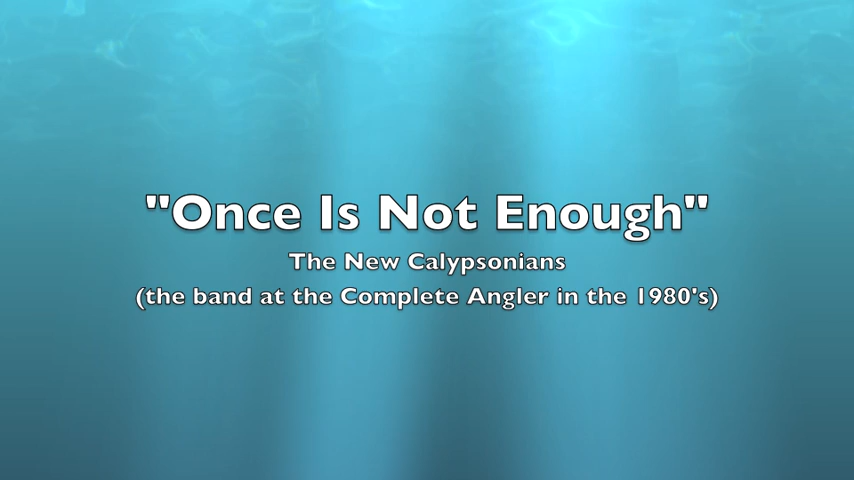 "Once Is Not Enough"
The New Calypsonians
(the band at the Complete Angler in the 1980's)